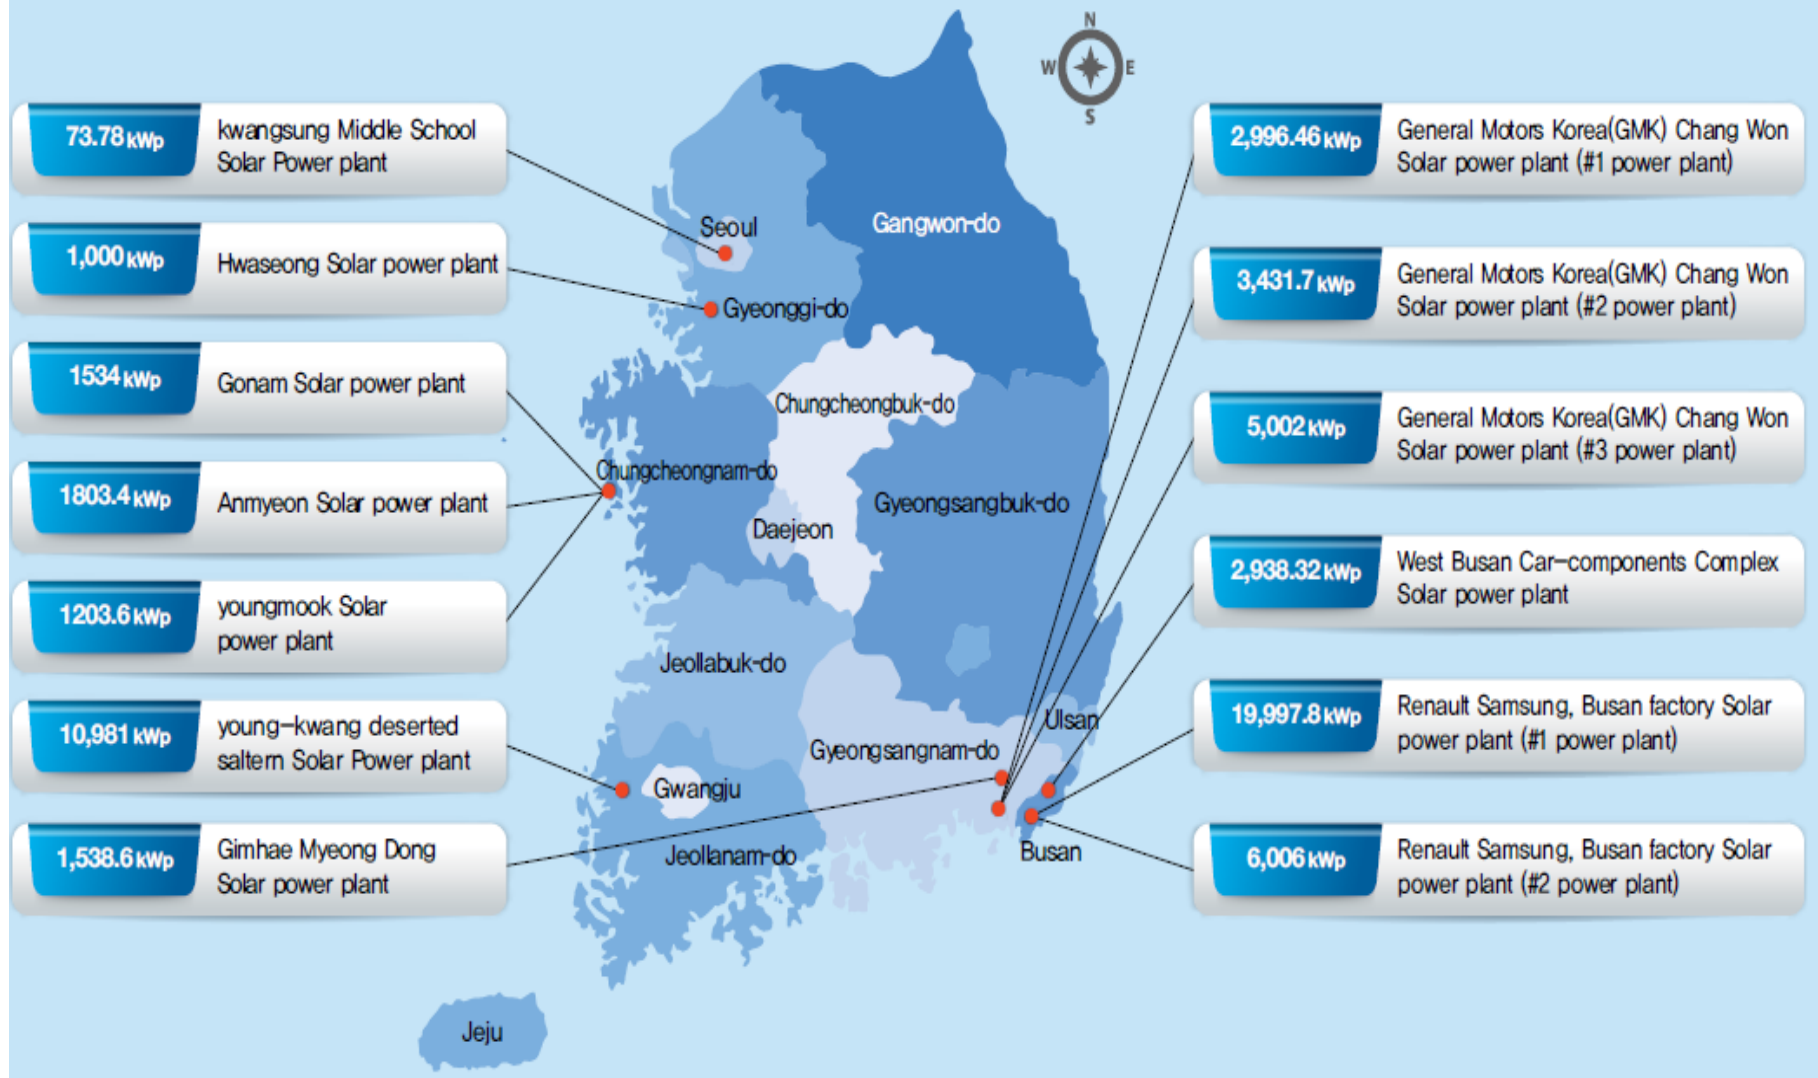 N
W
E
S
73.78 kWp
kwangsung Middle School
Solar Power plant
1,000 kWp
Hwaseong Solar power plant
1534 kWp
Gonam Solar power plant
1803.4 kWp
Anmyeon Solar power plant
1203.6 kWp
youngmook Solar
power plant
10,981 kWp
young-kwang deserted
saltern Solar Power plant
1,538.6 kWp
Gimhae Myeong Dong
Solar power plant
Seoul
Gangwon-do
Gyeonggi-do
Chungcheongbuk-do
Chungcheongnam-do
Gyeongsangbuk-do
Daejeon
Jeollabuk-do
Ulsan
Gyeongsangnam-do
Gwangju
Jeollanam-do
Busan
Jeju
2,996.46 kWp
General Motors Korea(GMK) Chang Won
Solar power plant (#1 power plant)
3,431.7 kWp
General Motors Korea(GMK) Chang Won
Solar power plant (#2 power plant)
5,002 kWp
General Motors Korea(GMK) Chang Won
Solar power plant (#3 power plant)
2,938.32 kWp
West Busan Car-components Complex
Solar power plant
19,997.8 kWp
Renault Samsung, Busan factory Solar
power plant (#1 power plant)
6,006 kWp
Renault Samsung, Busan factory Solar
power plant (#2 power plant)